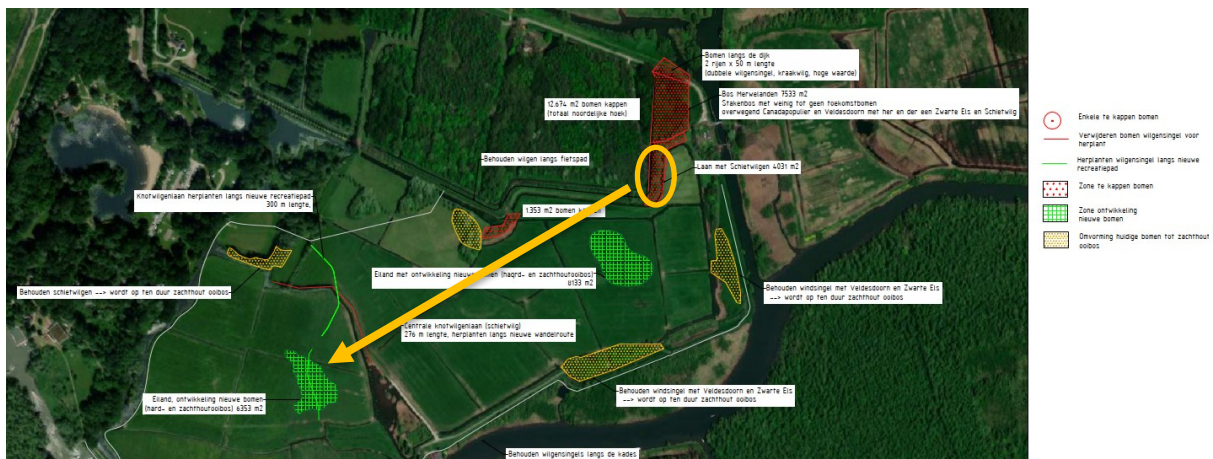 Bomen langs de dijk
2 rijen x 50 m lengte
(dubbele wilgensingel, kraakwilg, hoge waarde)
12.674 m2 bomen kappen
(totaal noordelijke hoek)
Bos Herwelanden 7533 m2
Stakenbos met weinig tot geen toekomstbomen
overwegend Canadapopulier en Veldesdoorn met her en der een Zwarte Els en Schietwilg
Behouden wilgen langs fietspad
Laan met Schietwilgen 4031 m2
Knotwilgenlaan herplanten langs nieuwe recreatiepad-
300 m lengte,
1.353 m2 bomen
Eiland met ontwikkeling bomen (haqrd- en zachthoutooibos)
8133 m2
Behouden schietwilgen --> wordt op ten dur zachthout ooibos
Behouden windsingel met Veldesdoorn en Zwarte Els
--> wordt op ten duur zachthout ooibos
Centrale knotwilgenlaan (schietwilg)
276 m lengte, herplanten langs nieuwe wandelroute
Eiland, ontwikkeling nieuwe bomen
(hard- en zachthoutooibos) 6353 m2
Behouden windsingel met Veldesdoorn en Zwarte Els
--> wordt op ten duur zachthout ooibos
Behouden wilgensingels langs de kades
Enkele te kappen bomen
Verwijderen bomen wilgensingel voor
herplant
Herplanten wilgensingel langs nieuwe
recreatiepad
Zone te kappen bomen
Zone ontwikkeling
nieuwe bomen
Omvorming huidige bomen tot zachthout
ooibos